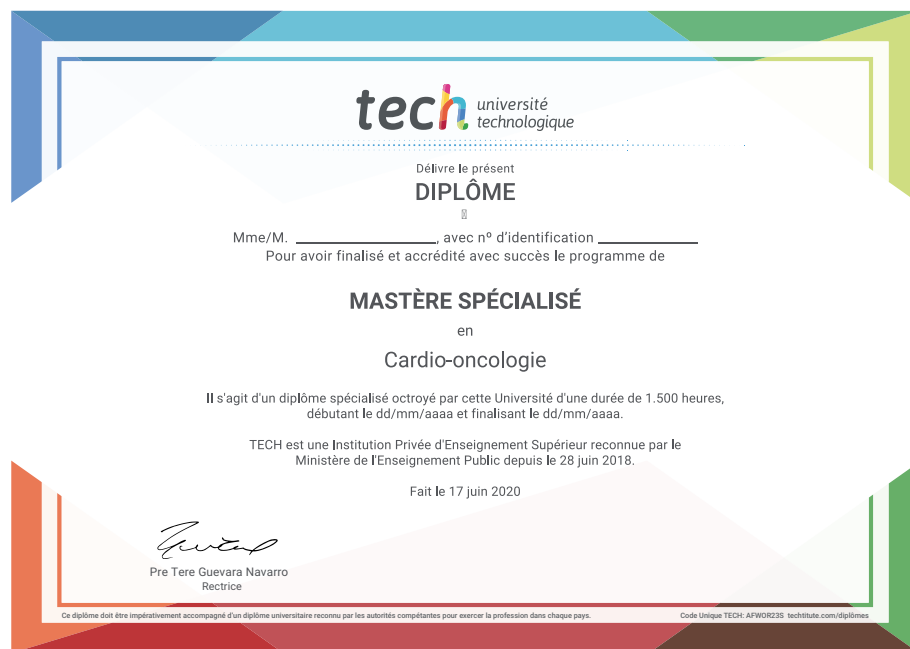 tech université
technologique
Délivre le présent
DIPLÔME
Mme/M. ________________, avec nº d'identification ____________
Pour avoir finalisé et accrédité avec succès le programme de
MASTÈRE SPÉCIALISÉ
en
Cardio-oncologie
Il s'agit d'un diplôme spécialisé octroyé par cette Université d'une durée de 1.500 heures,
débutant le dd/mm/aaaa et finalisant le dd/mm/aaaa.
TECH est une Institution Privée d'Enseignement Supérieur reconnue par le
Ministère de l'Enseignement Public depuis le 28 juin 2018.
Fait le 17 juin 2020
Pre Tere Guevara Navarro
Rectrice
Ce diplôme doit être impérativement accompagné d'un diplôme universitaire reconnu par les autorités compétantes pour exercer la profession dans chaque pays.
Code Unique TECH: AFWOR23S techtitute.com/diplômes